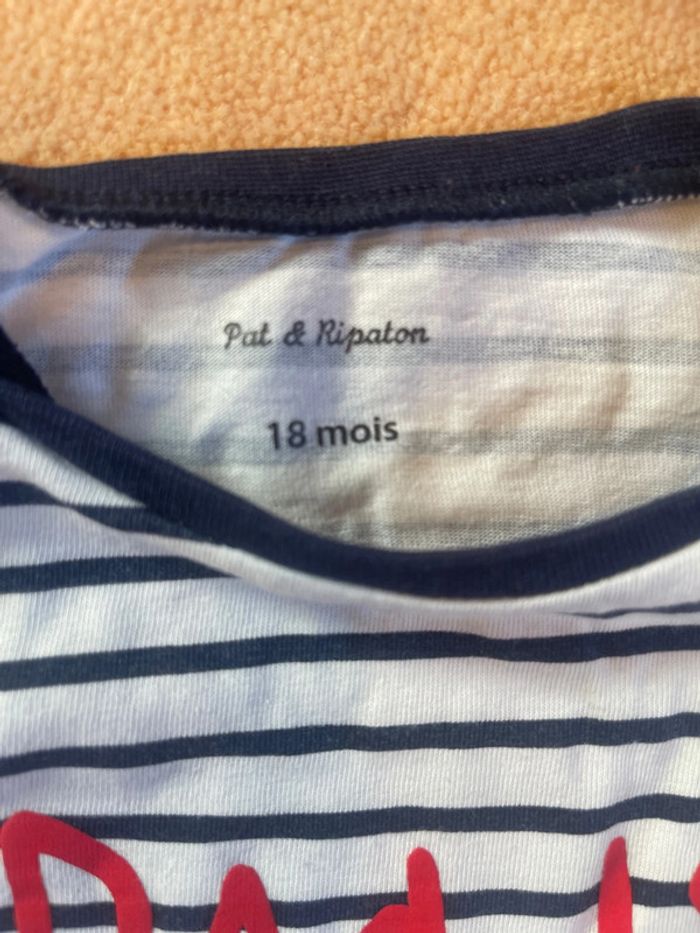 Pat & Ripaton
18 mois